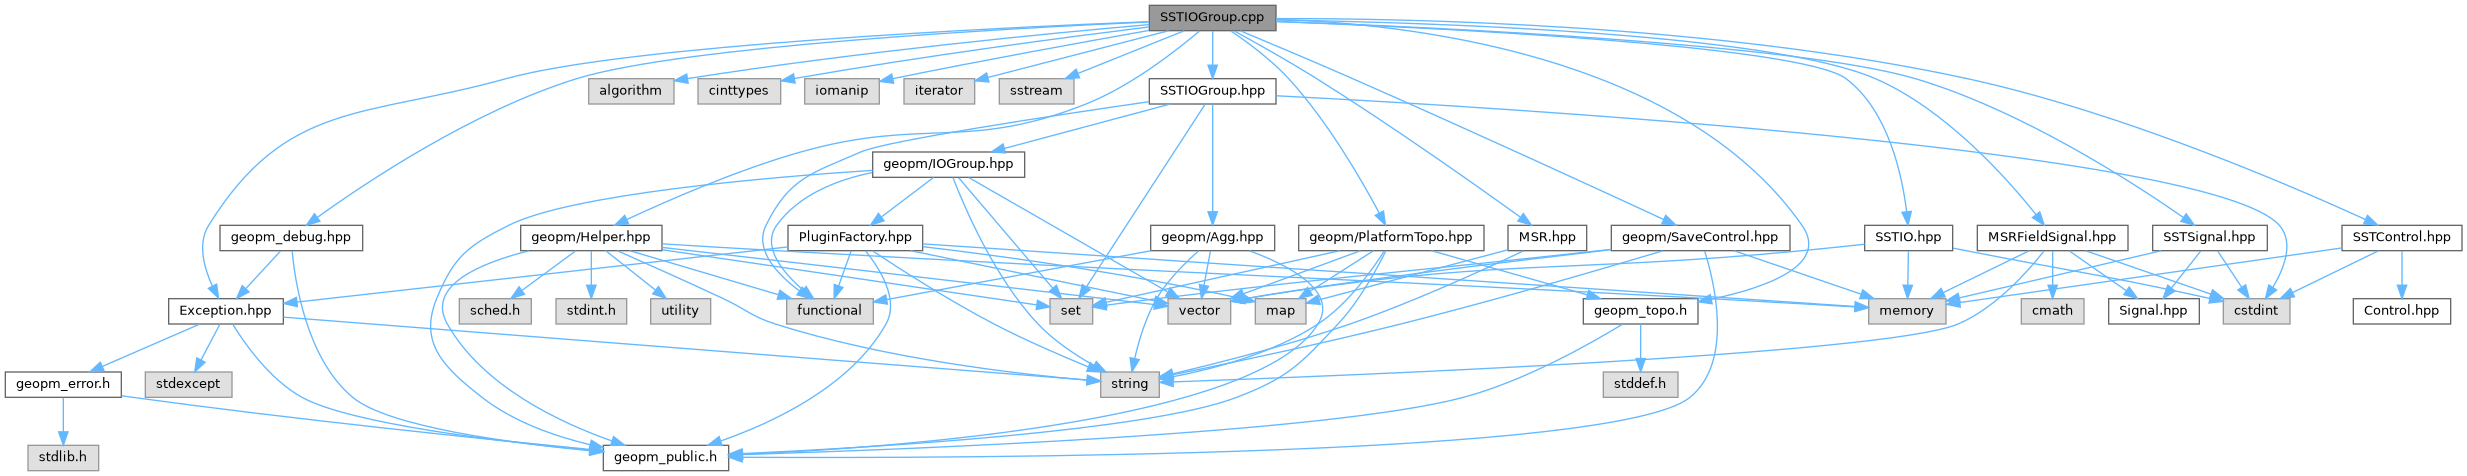 SSTIOGroup.cpp
algorithm
cinttypes
iomanip
iterator
sstream
SSTIOGroup.hpp
geopm/IOGroup.hpp
geopm_debug.hpp
geopm/Helper.hpp
PluginFactory.hpp
geopm/Agg.hpp
geopm/PlatformTopo.hpp
MSR.hpp
geopm/SaveControl.hpp
SSTIO.hpp
MSRFieldSignal.hpp
SSTSignal.hpp
SSTControl.hpp
Exception.hpp
sched.h
stdint.h
utility
functional
set
vector
map
geopm_topo.h
memory
cmath
Signal.hpp
cstdint
Control.hpp
geopm_error.h
stdexcept
string
stddef.h
stdlib.h
geopm_public.h